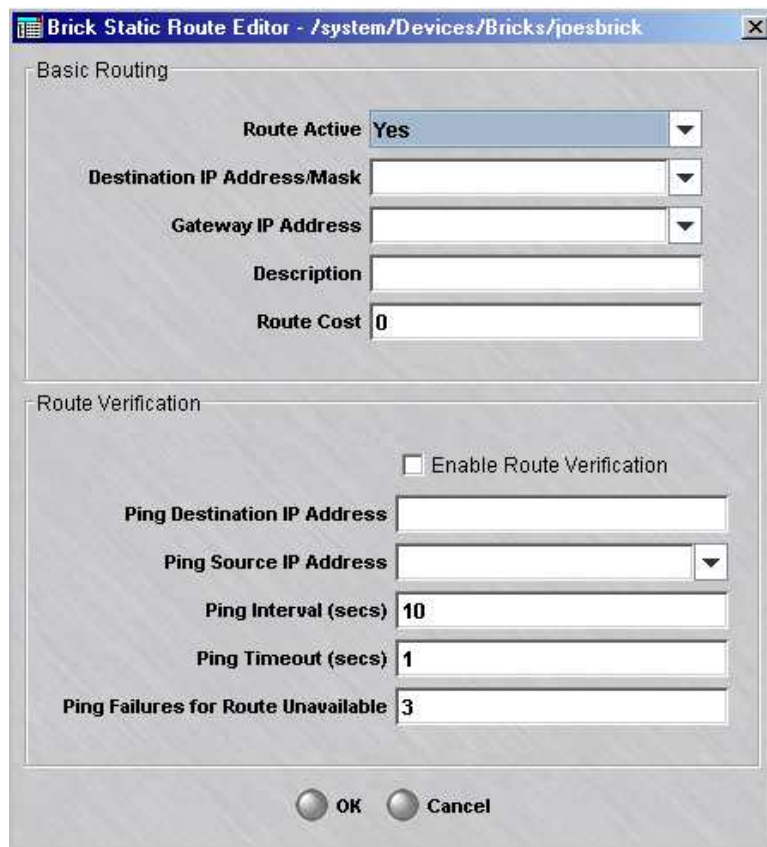 Brick Static Route Editor - /system/Devices/Bricks/joesbrick
Basic Routing
Route Active Yes
Destination IP Address/Mask
Gateway IP Address
Description
Route Cost 0
Route Verification
Enable Route Verification
Ping Destination IP Address
Ping Source IP Address
Ping Interval (secs) 10
Ping Timeout (secs) 1
Ping Failures for Route Unavailable 3
OK Cancel